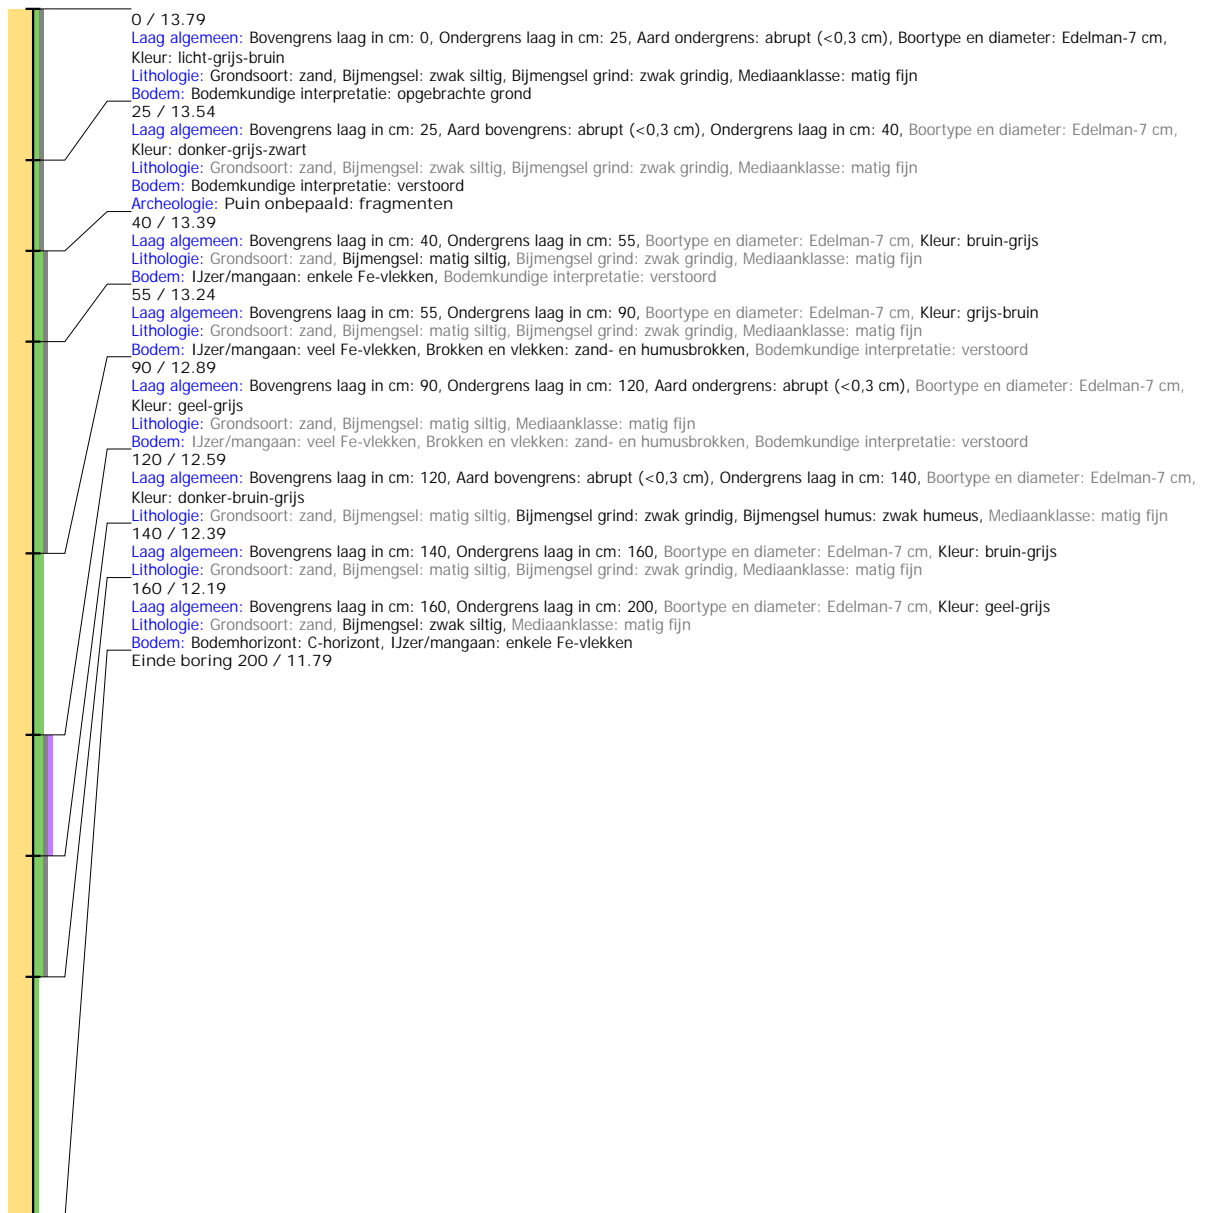 0 / 13.79
Laag algemeen: Bovengrens laag in cm: 0, Ondergrens laag in cm: 25, Aard ondergrens: abrupt (<0,3 cm), Boortype en diameter: Edelman-7 cm,
Kleur: licht-grijs-bruin
Lithologie: Grondsoort: zand, Bijmengsel: zwak siltig, Bijmengsel grind: zwak grindig, Mediaanklasse: matig fijn
Bodem: Bodemkundige interpretatie: opgebrachte grond
25 / 13.54
Laag algemeen: Bovengrens laag in cm: 25, Aard bovengrens: abrupt (<0,3 cm), Ondergrens laag in cm: 40, Boortype en diameter: Edelman-7 cm,
Kleur: donker-grijs-zwart
Lithologie: Grondsoort: zand, Bijmengsel: zwak siltig, Bijmengsel grind: zwak grindig, Mediaanklasse: matig fijn
Bodem: Bodemkundige interpretatie: verstoord
Archeologie: Puin onbepaald: fragmenten
40 / 13.39
Laag algemeen: Bovengrens laag in cm: 40, Ondergrens laag in cm: 55, Boortype en diameter: Edelman-7 cm, Kleur: bruin-grijs
Lithologie: Grondsoort: zand, Bijmengsel: matig siltig, Bijmengsel grind: zwak grindig, Mediaanklasse: matig fijn
Bodem: IJzer/mangaan: enkele Fe-vlekken, Bodemkundige interpretatie: verstoord
55 / 13.24
Laag algemeen: Bovengrens laag in cm: 55, Ondergrens laag in cm: 90, Boortype en diameter: Edelman-7 cm, Kleur: grijs-bruin
Lithologie: Grondsoort: zand, Bijmengsel: matig siltig, Bijmengsel grind: zwak grindig, Mediaanklasse: matig fijn
Bodem: IJzer/mangaan: veel Fe-vlekken, Brokken en vlekken: zand- en humusbrokken, Bodemkundige interpretatie: verstoord
90 / 12.89
Laag algemeen: Bovengrens laag in cm: 90, Ondergrens laag in cm: 120, Aard ondergrens: abrupt (<0,3 cm), Boortype en diameter: Edelman-7 cm,
Kleur: geel-grijs
Lithologie: Grondsoort: zand, Bijmengsel: matig siltig, Mediaanklasse: matig fijn
Bodem: IJzer/mangaan: veel Fe-vlekken, Brokken en vlekken: zand- en humusbrokken, Bodemkundige interpretatie: verstoord
120 / 12.59
Laag algemeen: Bovengrens laag in cm: 120, Aard bovengrens: abrupt (<0,3 cm), Ondergrens laag in cm: 140, Boortype en diameter: Edelman-7 cm,
Kleur: donker-bruin-grijs
Lithologie: Grondsoort: zand, Bijmengsel: matig siltig, Bijmengsel grind: zwak grindig, Bijmengsel humus: zwak humeus, Mediaanklasse: matig fijn
140 / 12.39
Laag algemeen: Bovengrens laag in cm: 140, Ondergrens laag in cm: 160, Boortype en diameter: Edelman-7 cm, Kleur: bruin-grijs
Lithologie: Grondsoort: zand, Bijmengsel: matig siltig, Bijmengsel grind: zwak grindig, Mediaanklasse: matig fijn
160 / 12.19
Laag algemeen: Bovengrens laag in cm: 160, Ondergrens laag in cm: 200, Boortype en diameter: Edelman-7 cm, Kleur: geel-grijs
Lithologie: Grondsoort: zand, Bijmengsel: zwak siltig, Mediaanklasse: matig fijn
Bodem: Bodemhorizont: C-horizont, IJzer/mangaan: enkele Fe-vlekken
Einde boring 200 / 11.79